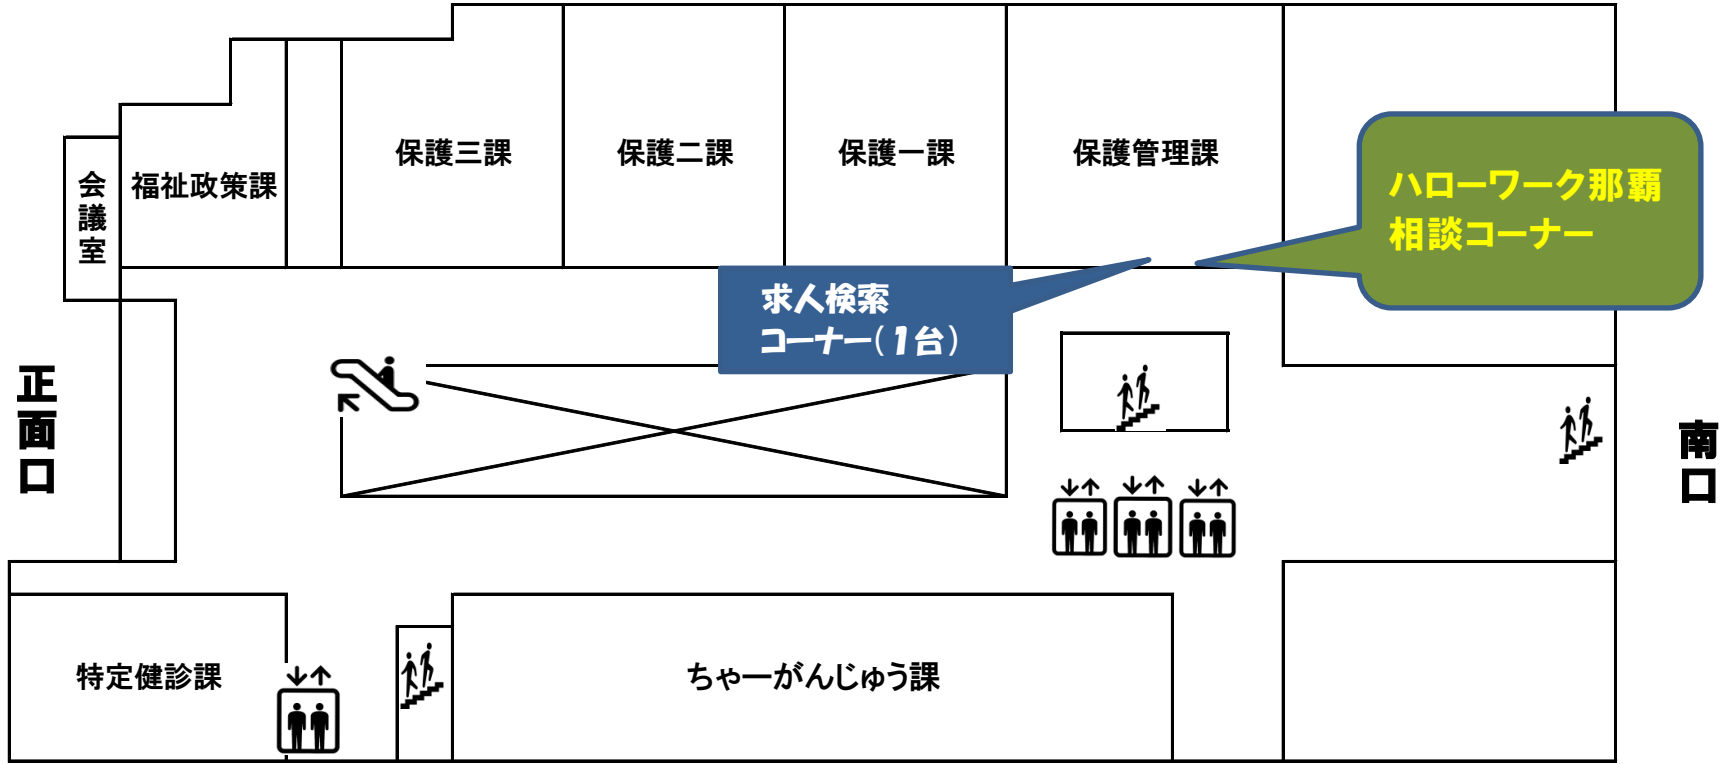 保護三課
保護二課
保護一課
保護管理課
会議室
福祉政策課
ハローワーク那覇
相談コーナー
求人検索
コーナー(1台)
正面口
南口
特定健診課
ちゃーがんじゅう課